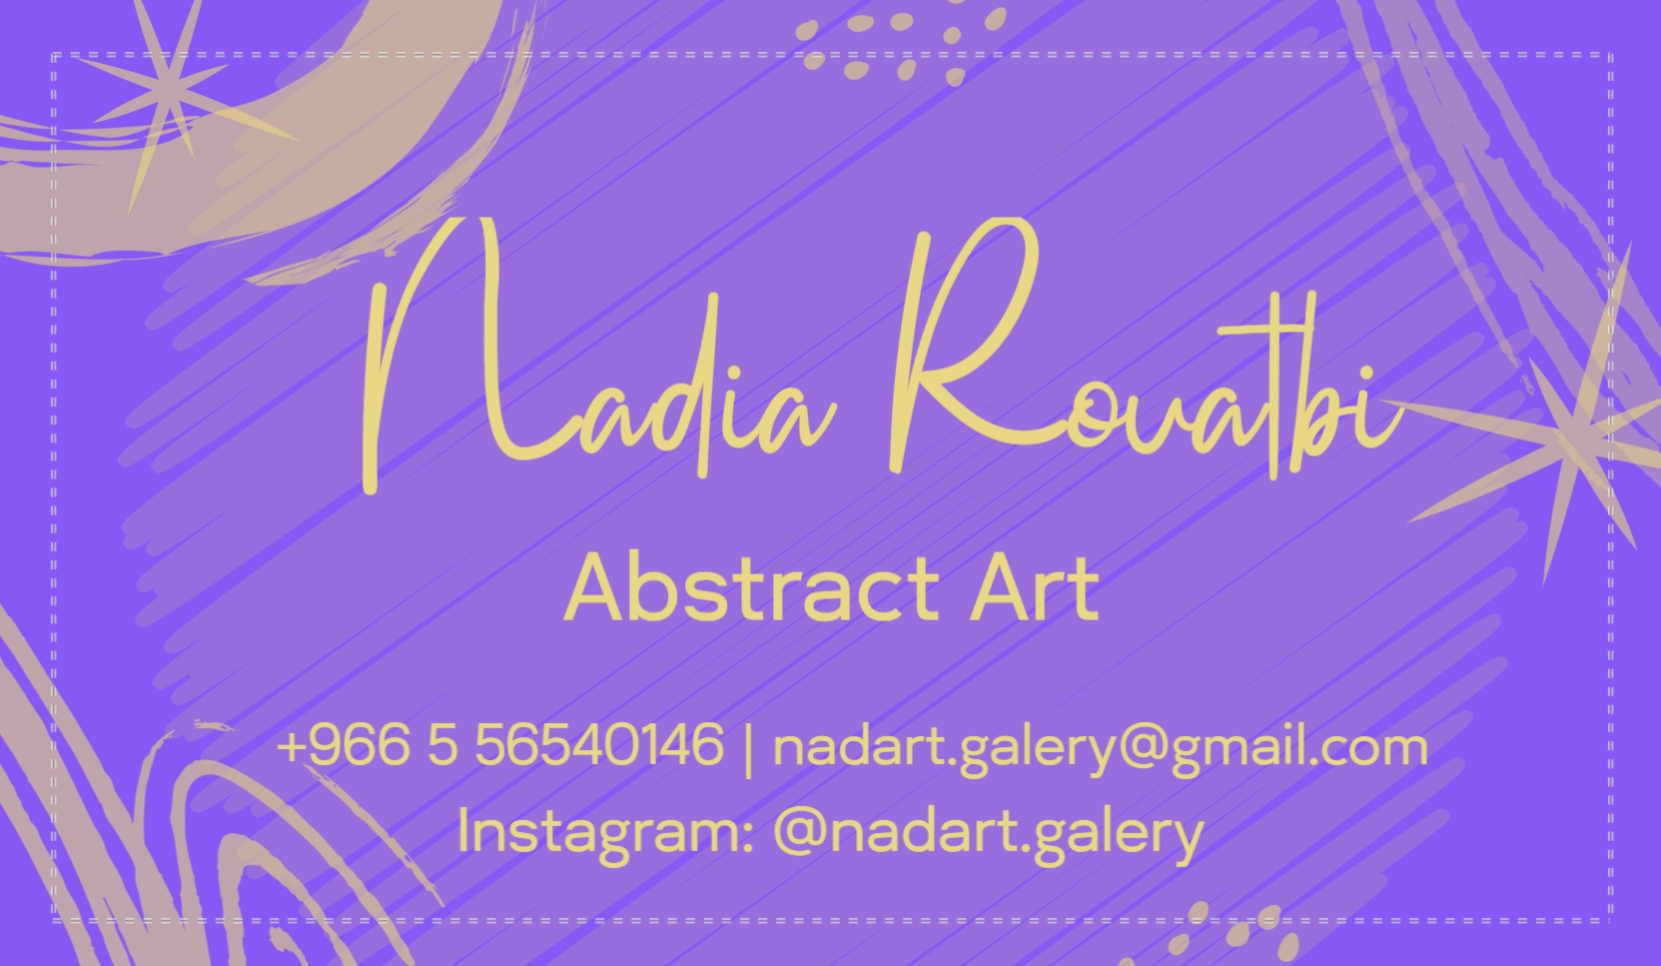 Nadia Rouatbi
Abstract Art
+966 5 56540146 | nadart.galery@gmail.com
Instagram: @nadart.galery